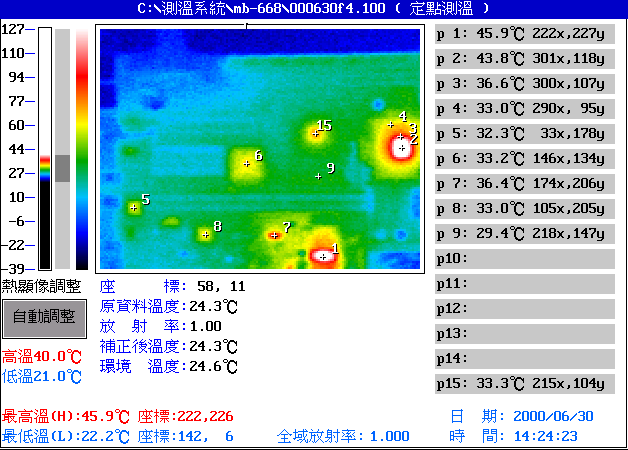 C:\測溫系統\mb-668\000630f4.100 ( 定點測溫 )
127
110
94
77
60
44
27
10
-6
-22
-39
熱顯像調整
自動調整
高溫40.0℃
低溫21.0℃
4
3
2
15
6
9
5
8
7
1
座 標: 58, 11
原資料溫度:24.3℃
放 射 率:1.00
補正後溫度:24.3℃
環境 溫度:24.6℃
p 1: 45.9℃ 222x,227y
p 2: 43.8℃ 301x,118y
p 3: 36.6℃ 300x,107y
p 4: 33.0℃ 290x, 95y
p 5: 32.3℃ 33x,178y
p 6: 33.2℃ 146x,134y
p 7: 36.4℃ 174x,206y
p 8: 33.0℃ 105x,205y
p 9: 29.4℃ 218x,147y
p10:
p11:
p12:
p13:
p14:
p15: 33.3℃ 215x,104y
最高溫(H):45.9℃ 座標:222,226
最低溫(L):22.2℃ 座標:142, 6
全域放射率: 1.000
日 期: 2000/06/30
時 間: 14:24:23